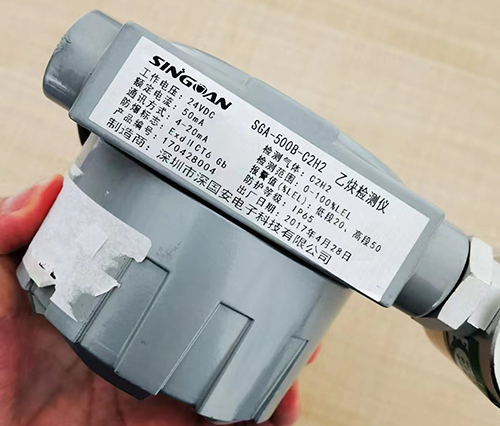 SINGOAN
SGA-500B-C2H2 乙炔检测仪
工作电压: 24VDC
检测气体: C2H2
额定电流: 50mA
检测范围: 0-100%LEL
通讯方式: 4-20mA
报警值(%LEL): 低段20、高段50
防爆标志: ExdⅡCT6 Gb
防护等级: IP65
产品编号: 170428004
出厂日期: 2017年4月28日
制造商: 深圳市深国安电子科技有限公司